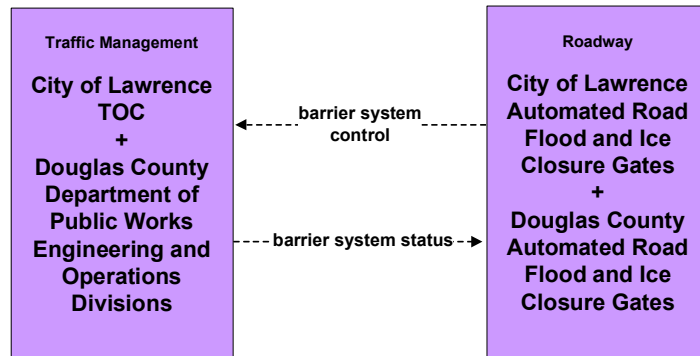 Traffic Management
City of Lawrence
TOC
+
Douglas County
Department of
Public Works
Engineering and
Operations
Divisions
barrier system
control
barrier system status
Roadway
City of Lawrence
Automated Road
Flood and Ice
Closure Gates
+
Douglas County
Automated Road
Flood and Ice
Closure Gates